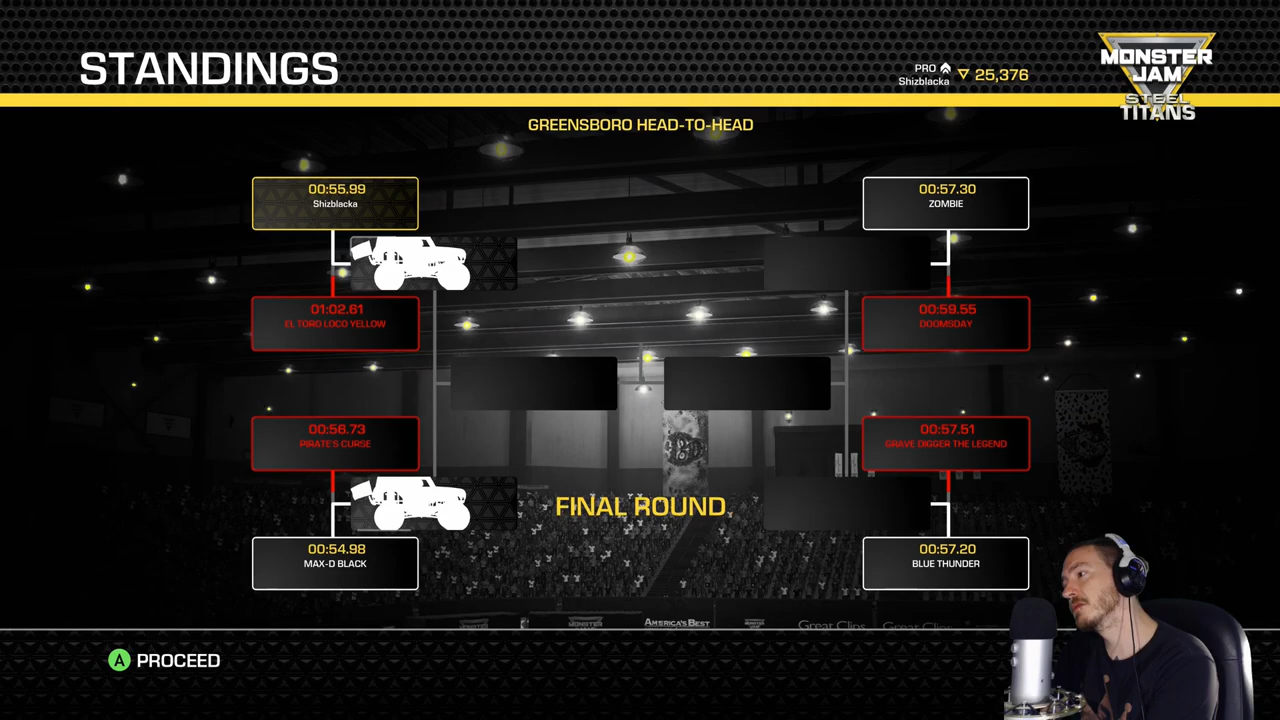 STANDINGS
PRO
Shizblacka
25,376
MONSTER
JAM
STEEL
TITANS
GREENSBORO HEAD-TO-HEAD
00:55.99
Shizblacka
00:57.30
ZOMBIE
01:02.61
EL TORO LOCO YELLOW
00:59.55
DOOMSDAY
00:56.73
PIRATE'S CURSE
00:57.51
GRAVE DIGGER THE LEGEND
FINAL ROUND
00:54.98
MAX-D BLACK
00:57.20
BLUE THUNDER
AMERICA'S BEST
Great Clips
Great Clips
A PROCEED